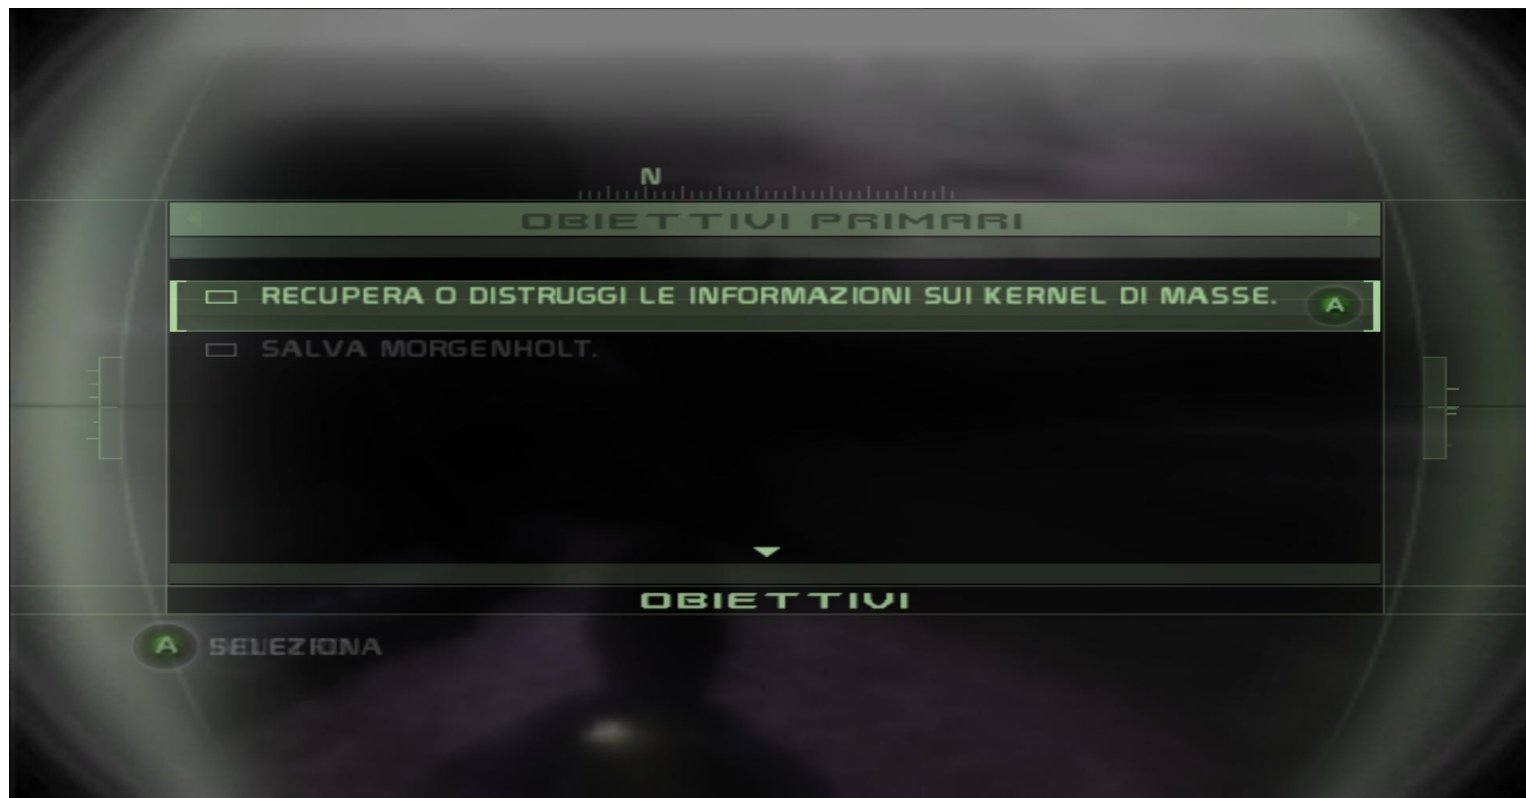 N
OBIETTIVI PRIMARI
RECUPERA O DISTRUGGI LE INFORMAZIONI SUI KERNEL DI MASSE. A
SALVA MORGENHOLT.
OBIETTIVI
A SELEZIONA